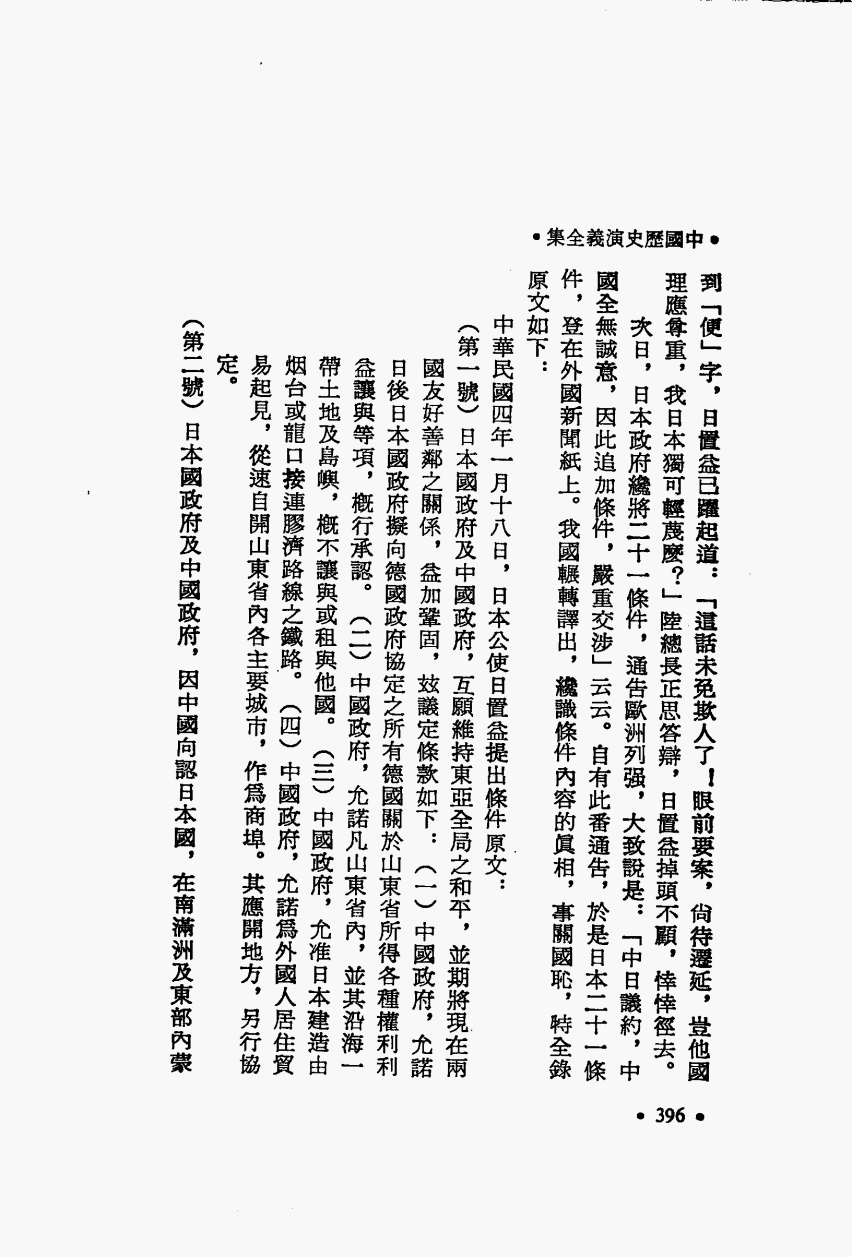 •中國歷史演義全集•
到「便」字，日置益已躍起道：「這話未免欺人了！眼前要案，尙待遷延，豈他國
理應尊重，我日本獨可輕蔑麼？」陸總長正思答辯，日置益掉頭不顧，悻悻徑去。
次日，日本政府纔將二十一條件，通告歐洲列强，大致說是：「中日議約，中
國全無誠意，因此追加條件，嚴重交涉」云云。自有此番通告，於是日本二十一條
件，登在外國新聞紙上。我國輾轉譯出，纔識條件內容的眞相，事關國恥，特全錄
原文如下：
中華民國四年一月十八日，日本公使日置益提出條件原文：
（第一號）日本國政府及中國政府，互願維持東亞全局之和平，並期將現在兩
國友好善鄰之關係，益加鞏固，玆議定條款如下：（一）中國政府，允諾
日後日本國政府擬向德國政府協定之所有德國關於山東省所得各種權利利
益讓與等項，槪行承認。（二）中國政府，允諾凡山東省內，並其沿海一
帶土地及島嶼，槪不讓與或租與他國。（三）中國政府，允准日本建造由
烟台或龍口接連膠濟路線之鐵路。（四）中國政府，允諾爲外國人居住貿
易起見，從速自開山東省內各主要城市，作爲商埠。其應開地方，另行協
定。
（第二號）日本國政府及中國政府，因中國向認日本國，在南滿洲及東部內蒙
•396•